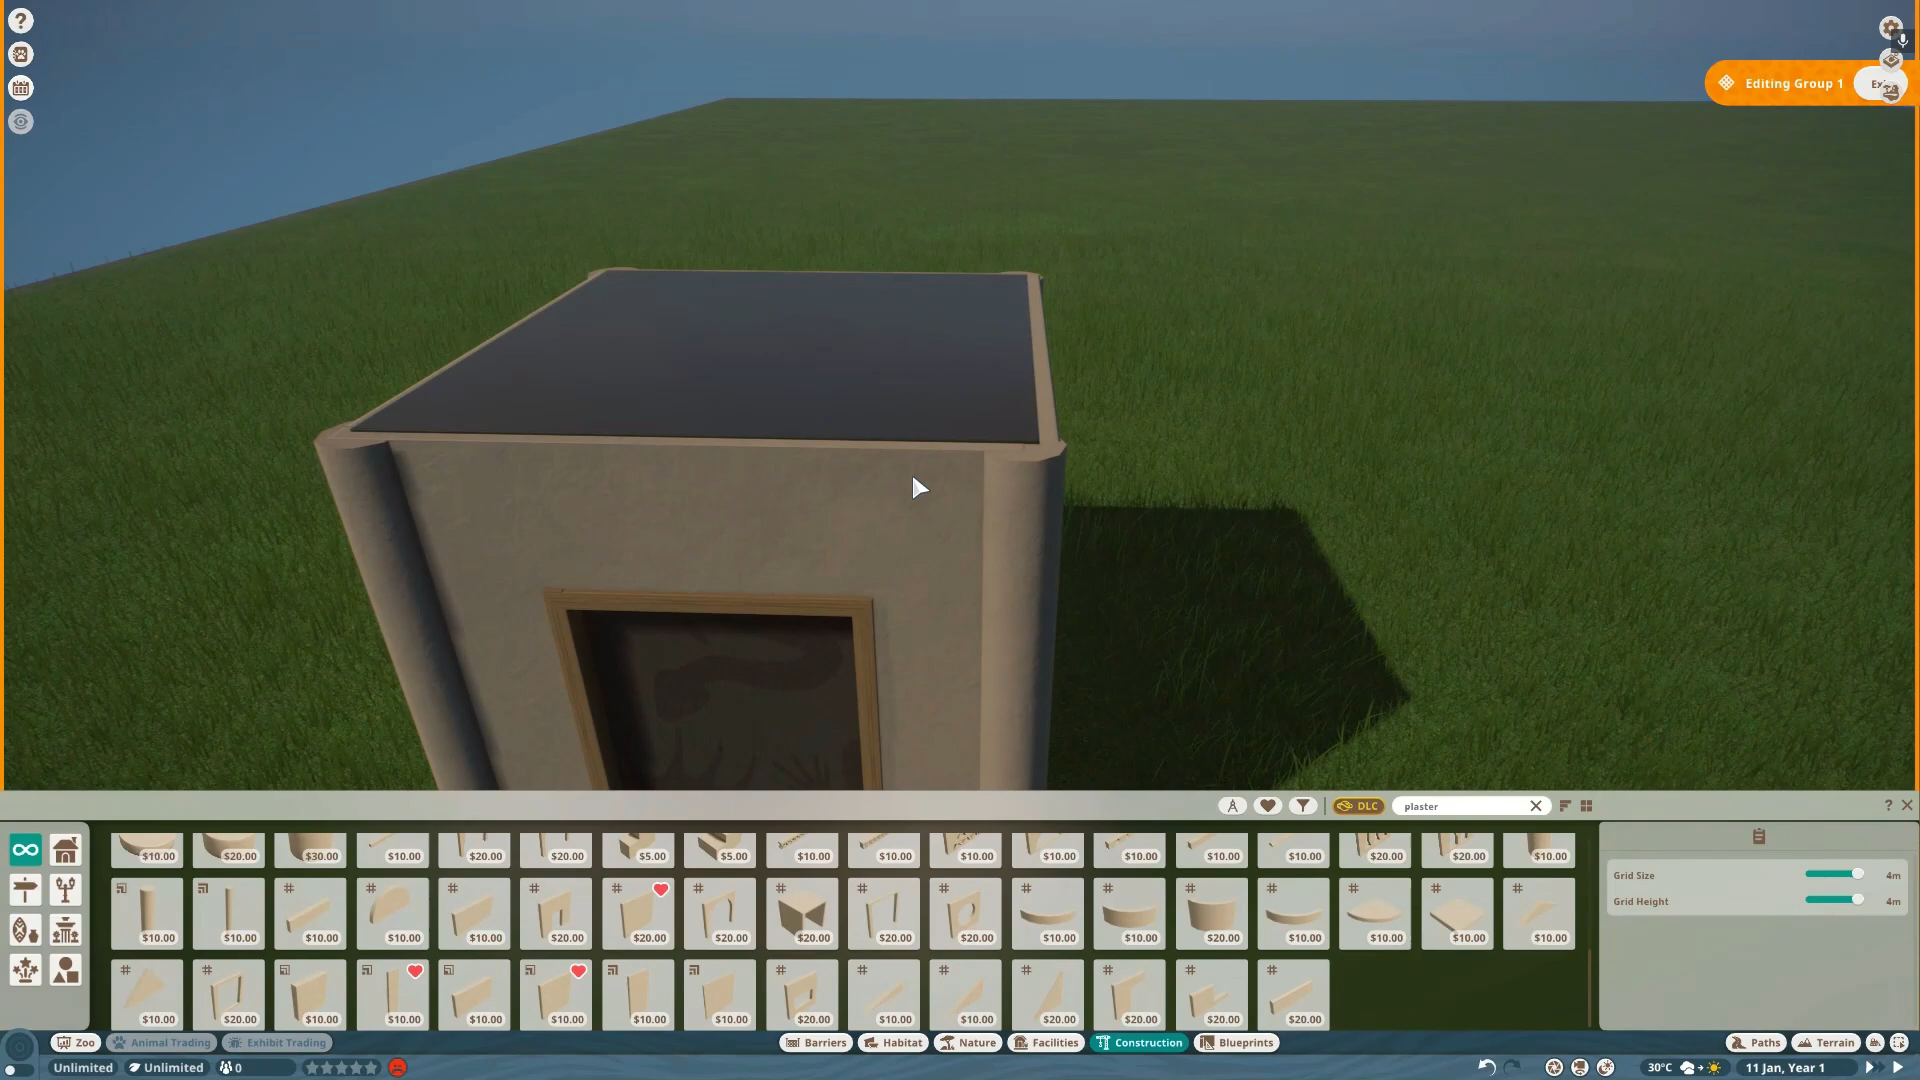 ?
Editing Group 1
DLC
plaster
?
$10.00 $20.00 $30.00 $10.00 $20.00 $20.00 $5.00 $5.00 $10.00 $10.00 $10.00 $10.00 $10.00 $10.00 $10.00 $20.00 $20.00 $10.00
Grid Size 4m
Grid Height 4m
$10.00 $10.00 $10.00 $10.00 $10.00 $20.00 $20.00 $20.00 $20.00 $20.00 $20.00 $10.00 $10.00 $20.00 $10.00 $10.00 $10.00 $10.00
$10.00 $20.00 $10.00 $10.00 $10.00 $10.00 $10.00 $10.00 $20.00 $10.00 $10.00 $20.00 $20.00 $20.00 $20.00
Zoo Animal Trading Exhibit Trading Barriers Habitat Nature Facilities Construction Blueprints Paths Terrain
Unlimited Unlimited 0 30°C 11 Jan, Year 1